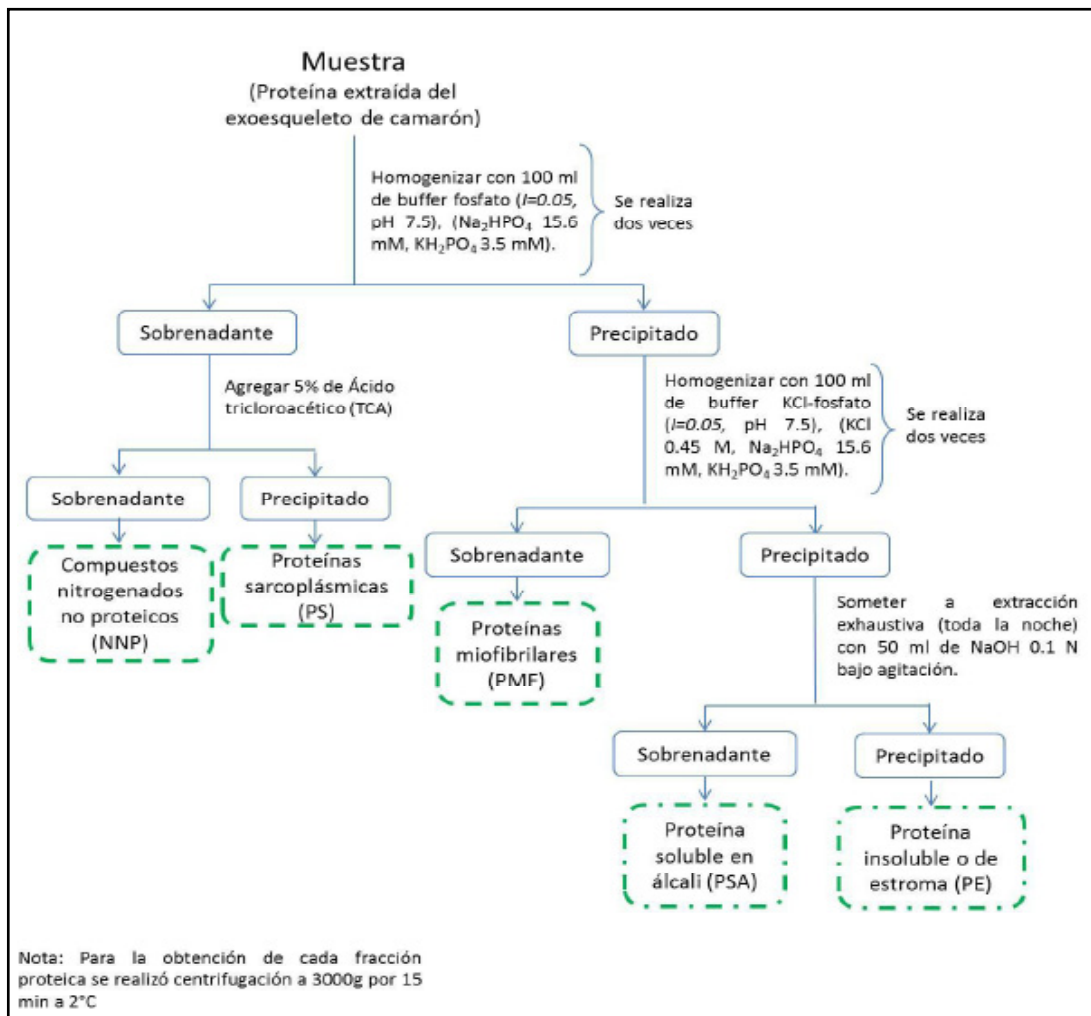 Muestra
(Proteína extraída del
exoesqueleto de camarón)
Homogenizar con 100 ml
de buffer fosfato (I=0.05,
pH 7.5), (Na₂HPO₄ 15.6
mM, KH₂PO₄ 3.5 mM).
Se realiza
dos veces
Sobrenadante
Precipitado
Agregar 5% de Ácido
tricloroacético (TCA)
Homogenizar con 100 ml
de buffer KCl-fosfato
(I=0.05, pH 7.5), (KCl
0.45 M, Na₂HPO₄ 15.6
mM, KH₂PO₄ 3.5 mM).
Se realiza
dos veces
Sobrenadante
Precipitado
Compuestos
nitrogenados
no proteicos
(NNP)
Proteínas
sarcoplásmicas
(PS)
Sobrenadante
Precipitado
Proteínas
miofibrilares
(PMF)
Someter a extracción
exhaustiva (toda la noche)
con 50 ml de NaOH 0.1 N
bajo agitación.
Sobrenadante
Precipitado
Proteína
soluble en
álcali (PSA)
Proteína
insoluble o de
estroma (PE)
Nota: Para la obtención de cada fracción
proteica se realizó centrifugación a 3000g por 15
min a 2°C